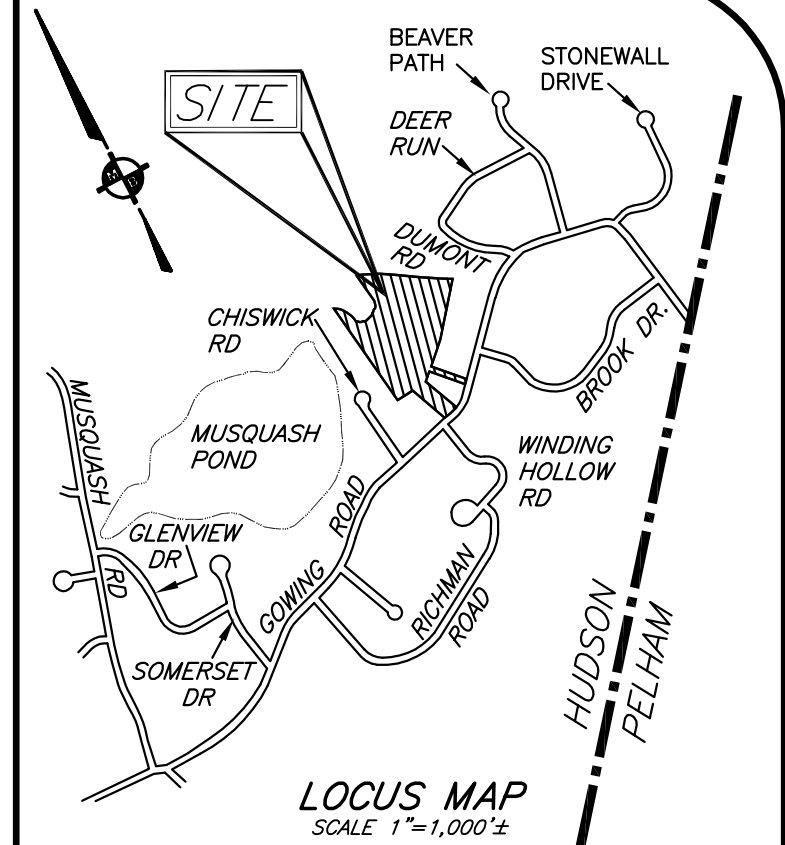 BEAVER
PATH
STONEWALL
DRIVE
SITE
DEER
RUN
M
B
DUMONT
RD
CHISWICK
RD
BROOK DR.
MUSQUASH
RD
MUSQUASH
POND
WINDING
HOLLOW
RD
GLENVIEW
DR
GOWING
ROAD
RICHMAN
ROAD
SOMERSET
DR
HUDSON
PELHAM
LOCUS MAP
SCALE 1"=1,000'±